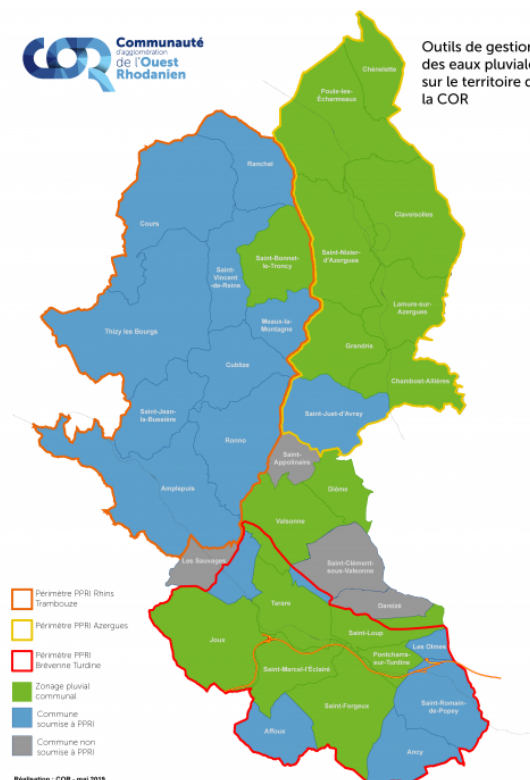 COR
Communauté
d'agglomération
de l'Ouest
Rhodanien
Outils de gestion
des eaux pluviale
sur le territoire d
la COR
Chénelette
Poule-les-
Écharmeaux
Ranchal
Claveisolles
Cours
Saint-Nizier-
d'Azergues
Saint-Bonnet-
le-Troncy
Saint-
Vincent
-de-Reins
Lamure-sur-
Azergues
Meaux-la-
Montagne
Thizy les Bourgs
Grandris
Cublize
Chambost-Allières
Saint-Jean-
la-Bussière
Saint-Just-d'Avray
Ronno
Saint-
Appolinaire
Amplepuis
Dième
Valsonne
Les Sauvages
Saint-Clément-
sous-Valsonne
Dareizé
Tarare
Saint-Loup
Joux
Les Olmes
Pontcharra-
sur-Turdine
Saint-Marcel-l'Éclairé
Saint-Romain-
de-Popey
Saint-Forgeux
Affoux
Ancy
Périmètre PPRI Rhins
Trambouze
Périmètre PPRI Azergues
Périmètre PPRI
Brévenne Turdine
Zonage pluvial
communal
Commune
soumise à PPRI
Commune non
soumise à PPRI
Réalisation : COR - mai 2019